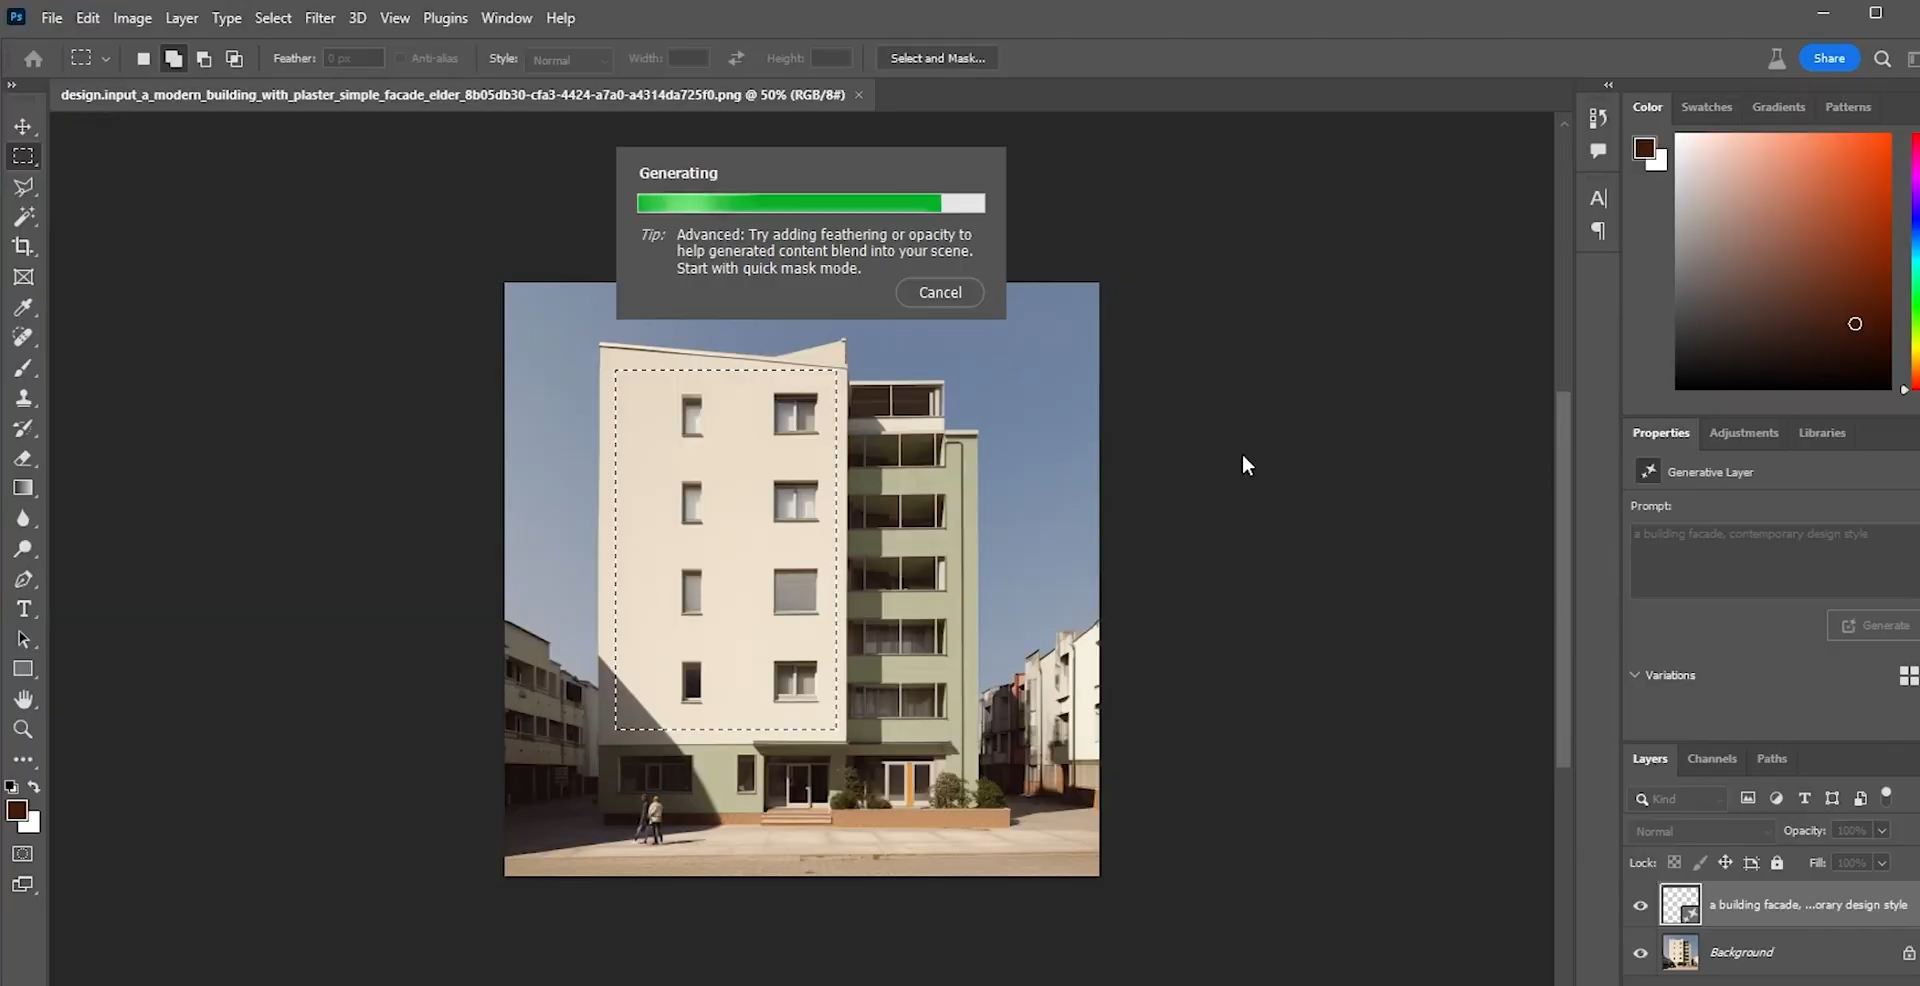 Ps File Edit Image Layer Type Select Filter 3D View Plugins Window Help
Feather: 0 px Anti-alias Style: Normal Width: Height: Select and Mask... Share
design.input_a_modern_building_with_plaster_simple_facade_elder_8b05db30-cfa3-4424-a7a0-a4314da725f0.png @ 50% (RGB/8#) ×
Color Swatches Gradients Patterns
Generating
Tip: Advanced: Try adding feathering or opacity to
help generated content blend into your scene.
Start with quick mask mode.
Cancel
Properties Adjustments Libraries
Generative Layer
Prompt:
a building facade, contemporary design style
Generate
Variations
Layers Channels Paths
Kind
Normal Opacity: 100%
Lock: Fill: 100%
a building facade, ...orary design style
Background